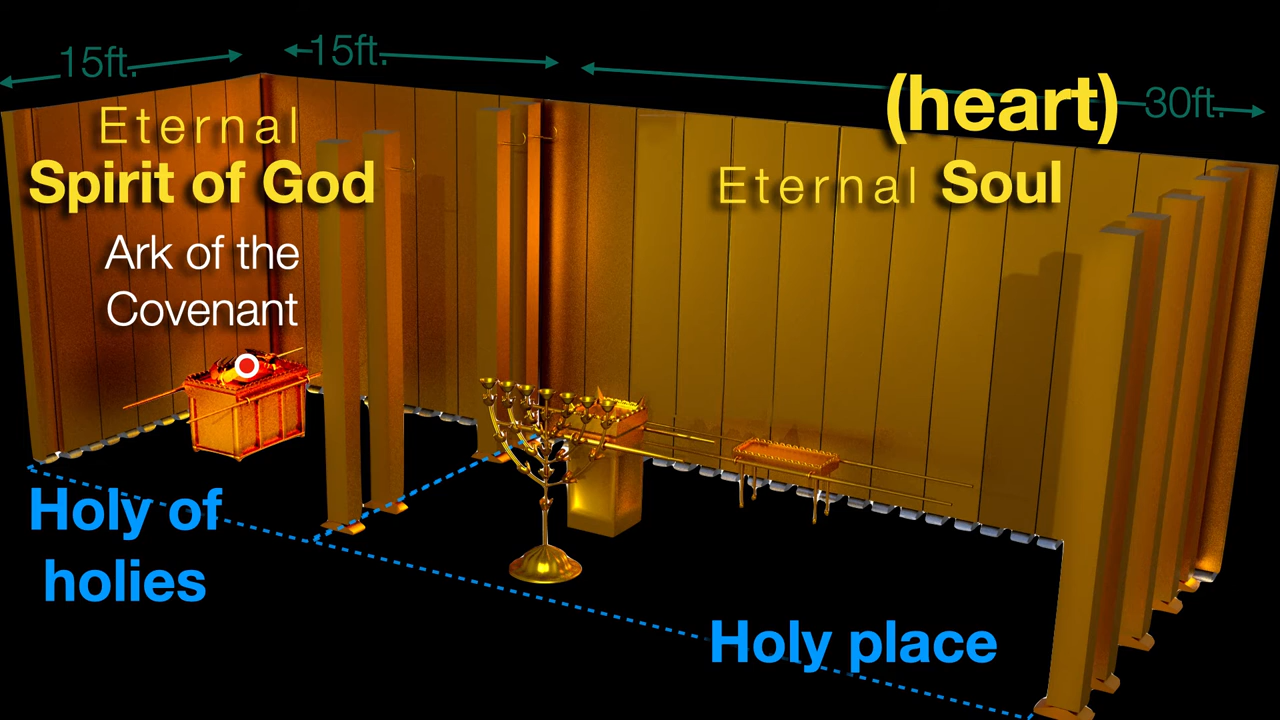 15ft.
15ft.
30ft.
(heart)
Eternal
Spirit of God
Eternal Soul
Ark of the
Covenant
Holy of
holies
Holy place